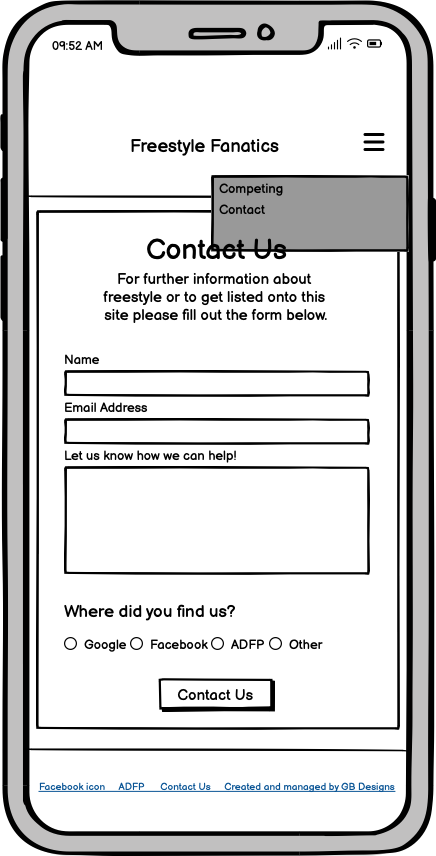 09:52 AM
Freestyle Fanatics
Competing
Contact
Contact Us
For further information about
freestyle or to get listed onto this
site please fill out the form below.
Name
Email Address
Let us know how we can help!
Where did you find us?
Google Facebook ADFP Other
Contact Us
Facebook icon ADFP Contact Us Created and managed by GB Designs